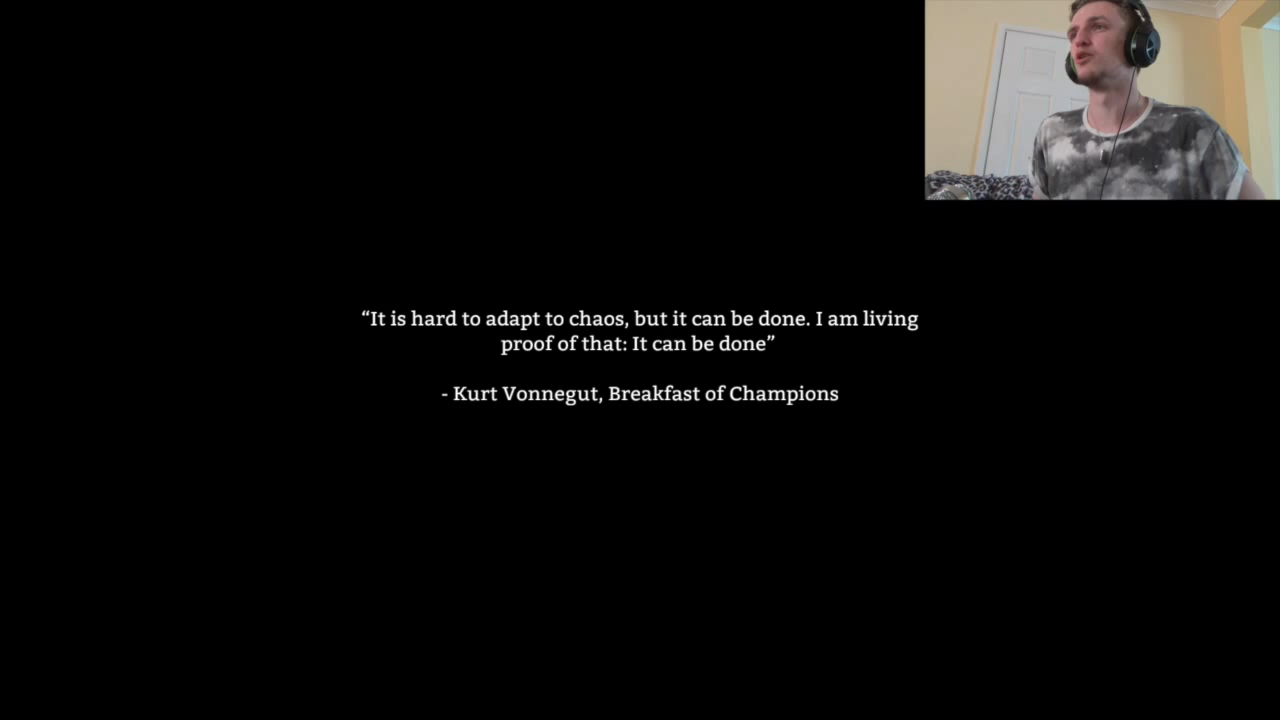 “It is hard to adapt to chaos, but it can be done. I am living
proof of that: It can be done”
- Kurt Vonnegut, Breakfast of Champions